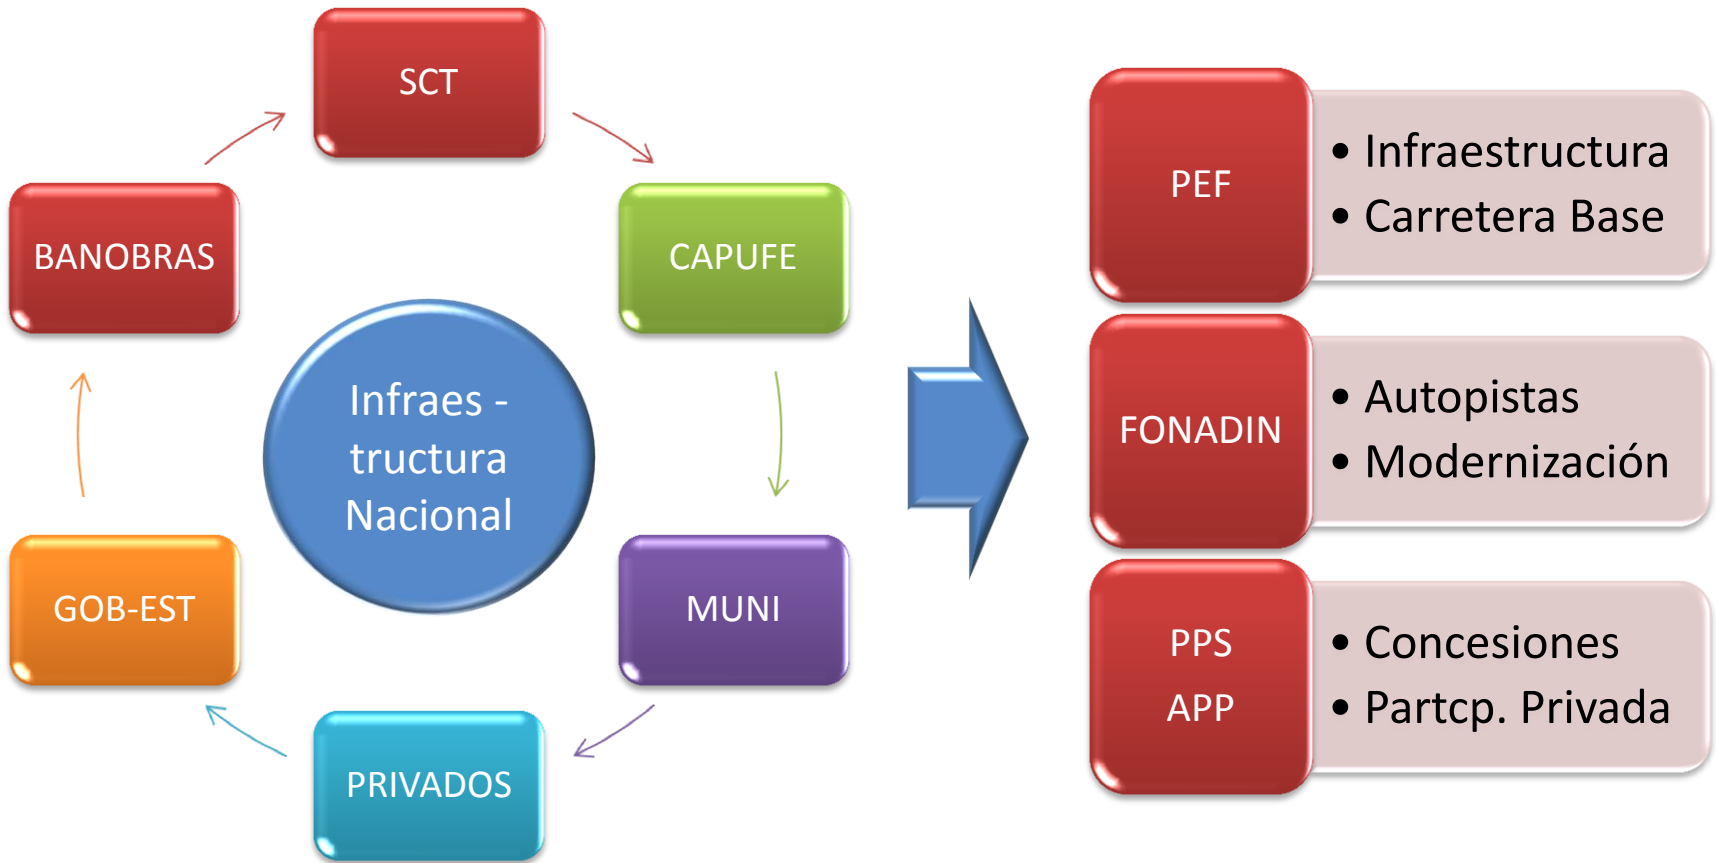 SCT
CAPUFE
MUNI
PRIVADOS
GOB-EST
BANOBRAS
Infraes -
tructura
Nacional
PEF
• Infraestructura
• Carretera Base
FONADIN
• Autopistas
• Modernización
PPS
APP
• Concesiones
• Partcp. Privada